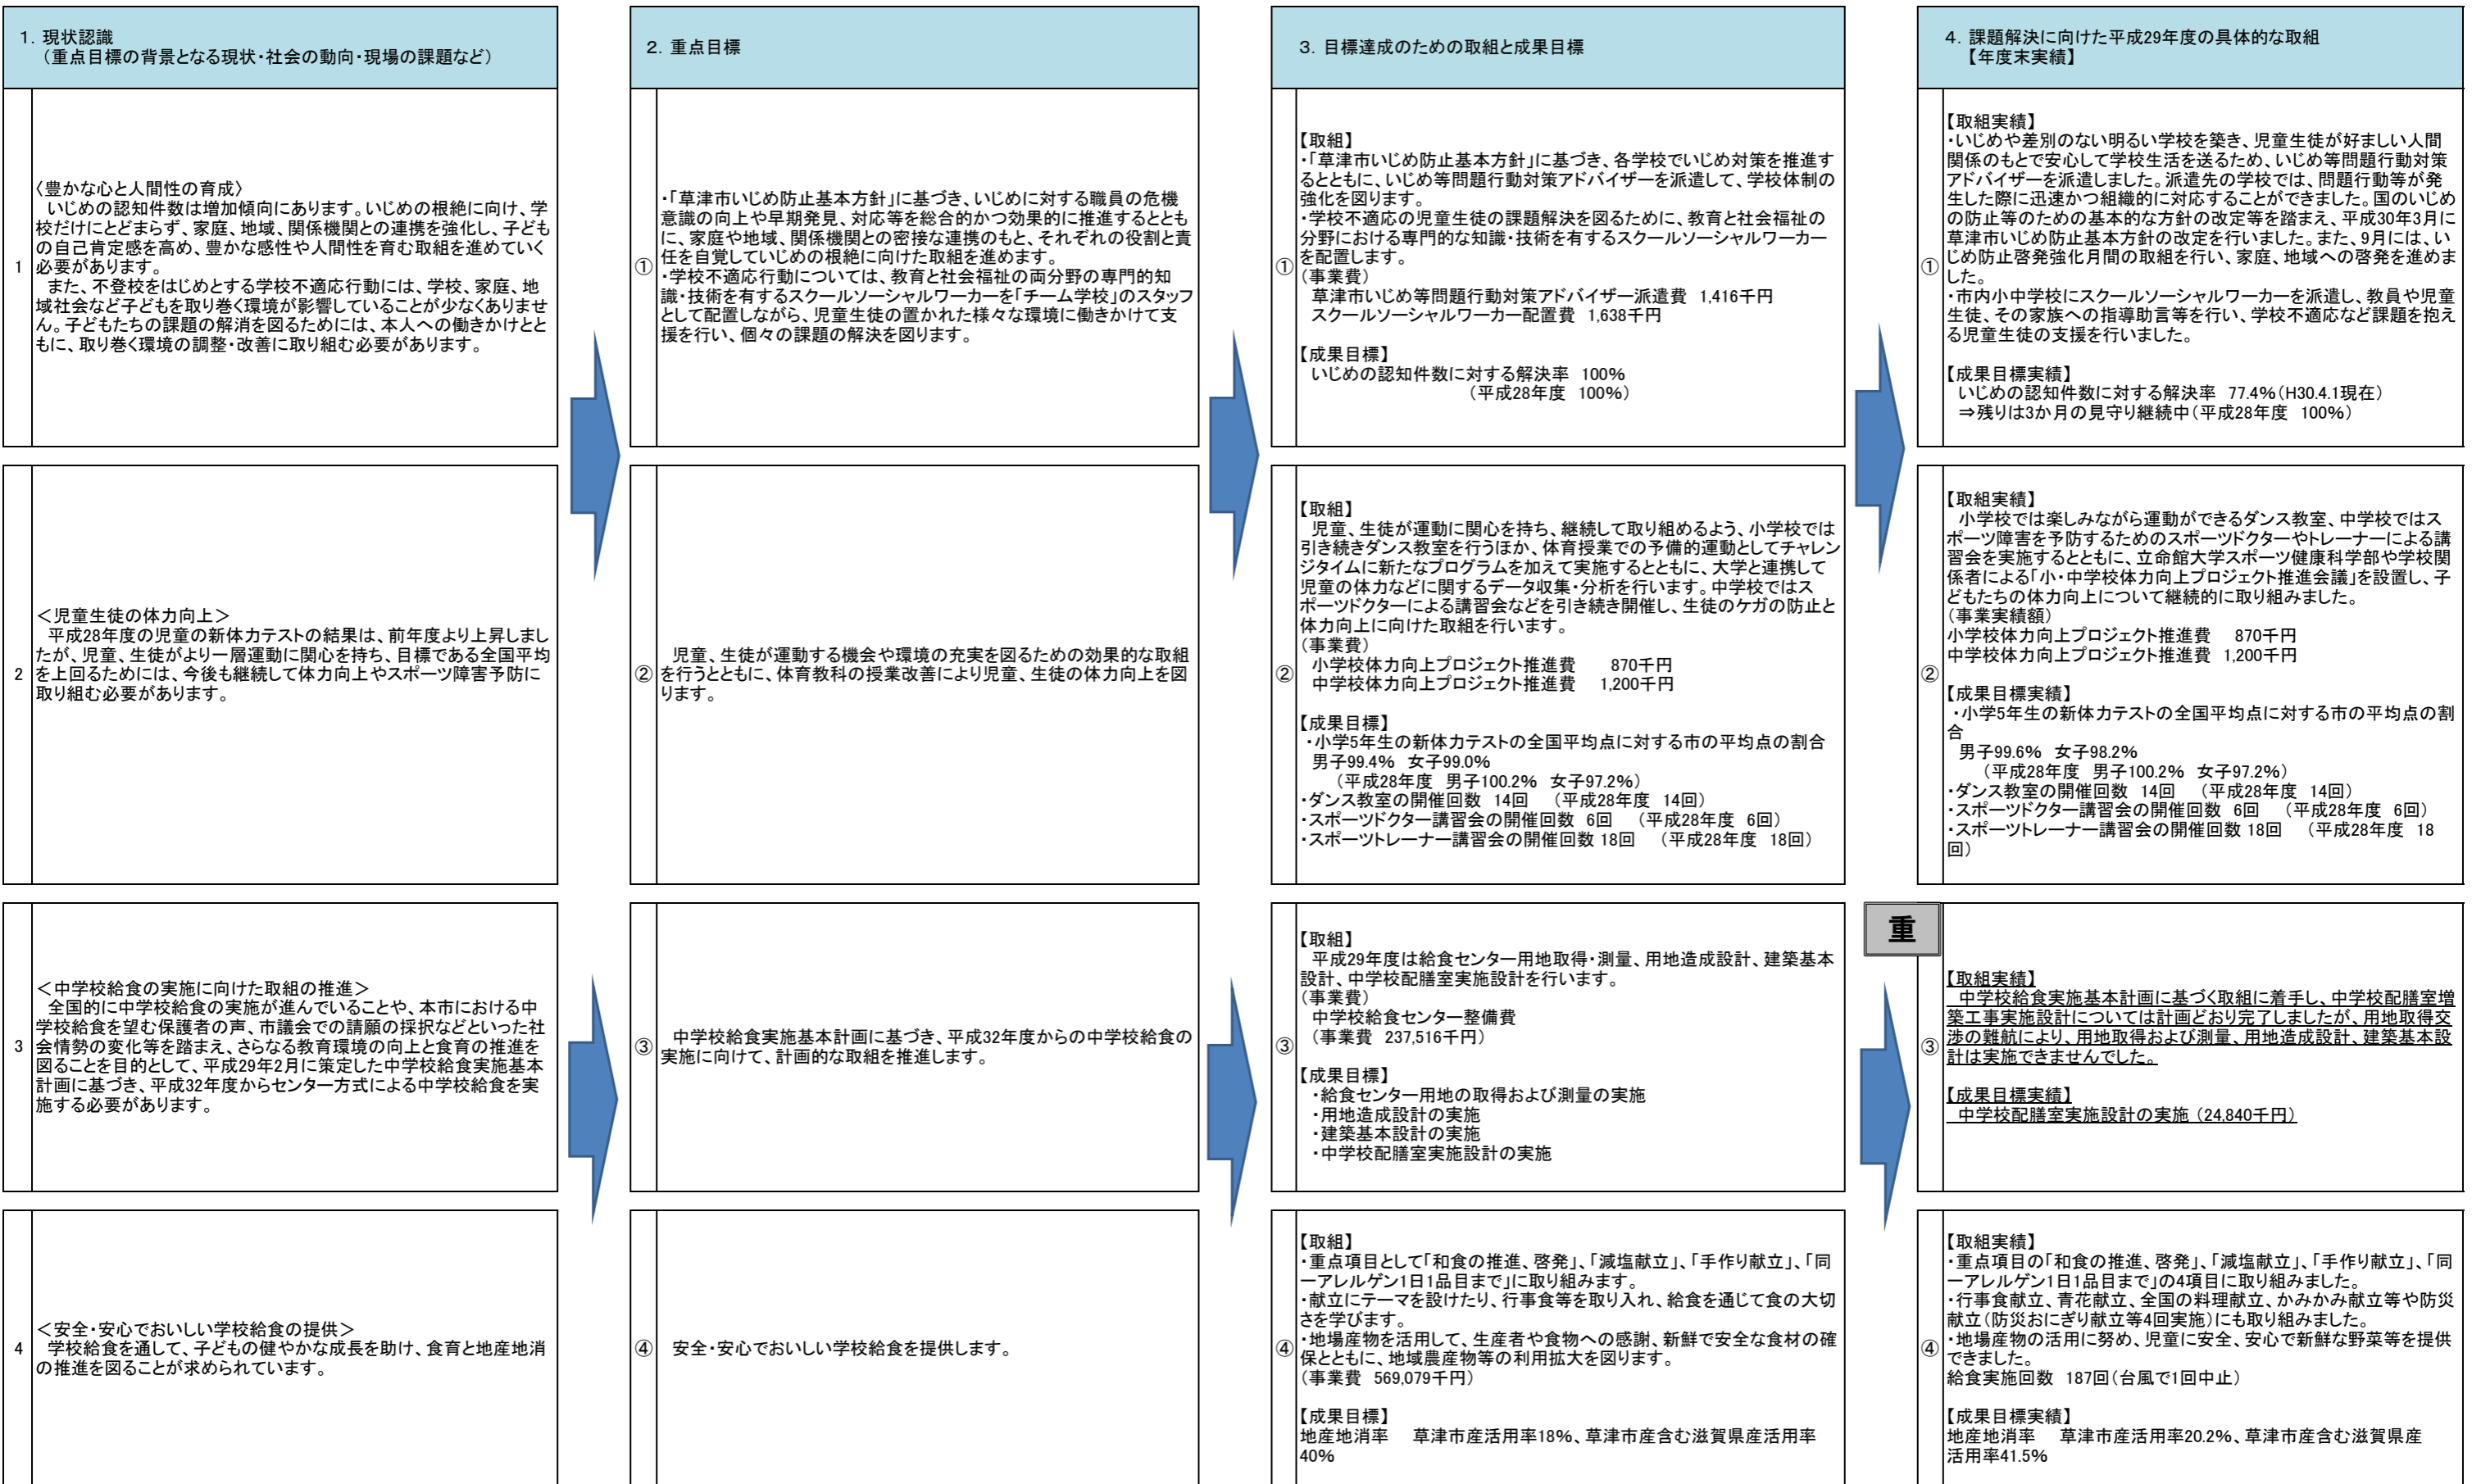 1．現状認識
（重点目標の背景となる現状・社会の動向・現場の課題など）
2．重点目標
3．目標達成のための取組と成果目標
4．課題解決に向けた平成29年度の具体的な取組
【年度末実績】
1
〈豊かな心と人間性の育成〉
いじめの認知件数は増加傾向にあります。いじめの根絶に向け、学
校だけにとどまらず、家庭、地域、関係機関との連携を強化し、子ども
の自己肯定感を高め、豊かな感性や人間性を育む取組を進めていく
必要があります。
また、不登校をはじめとする学校不適応行動には、学校、家庭、地
域社会など子どもを取り巻く環境が影響していることが少なくありませ
ん。子どもたちの課題の解消を図るためには、本人への働きかけとと
もに、取り巻く環境の調整・改善に取り組む必要があります。
①
・「草津市いじめ防止基本方針」に基づき、いじめに対する職員の危機
意識の向上や早期発見、対応等を総合的かつ効果的に推進するととも
に、家庭や地域、関係機関との密接な連携のもと、それぞれの役割と責
任を自覚していじめの根絶に向けた取組を進めます。
・学校不適応行動については、教育と社会福祉の両分野の専門的知
識・技術を有するスクールソーシャルワーカーを「チーム学校」のスタッフ
として配置しながら、児童生徒の置かれた様々な環境に働きかけて支
援を行い、個々の課題の解決を図ります。
①
【取組】
・「草津市いじめ防止基本方針」に基づき、各学校でいじめ対策を推進す
るとともに、いじめ等問題行動対策アドバイザーを派遣して、学校体制の
強化を図ります。
・学校不適応の児童生徒の課題解決を図るために、教育と社会福祉の
分野における専門的な知識・技術を有するスクールソーシャルワーカー
を配置します。
（事業費）
草津市いじめ等問題行動対策アドバイザー派遣費 1,416千円
スクールソーシャルワーカー配置費 1,638千円
【成果目標】
いじめの認知件数に対する解決率 100％
（平成28年度 100％）
①
【取組実績】
・いじめや差別のない明るい学校を築き、児童生徒が好ましい人間
関係のもとで安心して学校生活を送るため、いじめ等問題行動対策
アドバイザーを派遣しました。派遣先の学校では、問題行動等が発
生した際に迅速かつ組織的に対応することができました。国のいじめ
の防止等のための基本的な方針の改定等を踏まえ、平成30年3月に
草津市いじめ防止基本方針の改定を行いました。また、9月には、い
じめ防止啓発強化月間の取組を行い、家庭、地域への啓発を進めま
した。
・市内小中学校にスクールソーシャルワーカーを派遣し、教員や児童
生徒、その家族への指導助言等を行い、学校不適応など課題を抱え
る児童生徒の支援を行いました。
【成果目標実績】
いじめの認知件数に対する解決率 77.4％（H30.4.1現在）
⇒残りは3か月の見守り継続中（平成28年度 100％）
2
＜児童生徒の体力向上＞
平成28年度の児童の新体力テストの結果は、前年度より上昇しまし
たが、児童、生徒がより一層運動に関心を持ち、目標である全国平均
を上回るためには、今後も継続して体力向上やスポーツ障害予防に
取り組む必要があります。
②
児童、生徒が運動する機会や環境の充実を図るための効果的な取組
を行うとともに、体育教科の授業改善により児童、生徒の体力向上を図
ります。
②
【取組】
児童、生徒が運動に関心を持ち、継続して取り組めるよう、小学校では
引き続きダンス教室を行うほか、体育授業での予備的運動としてチャレン
ジタイムに新たなプログラムを加えて実施するとともに、大学と連携して
児童の体力などに関するデータ収集・分析を行います。中学校ではス
ポーツドクターによる講習会などを引き続き開催し、生徒のケガの防止と
体力向上に向けた取組を行います。
（事業費）
小学校体力向上プロジェクト推進費 870千円
中学校体力向上プロジェクト推進費 1,200千円
【成果目標】
・小学5年生の新体力テストの全国平均点に対する市の平均点の割合
男子99.4％ 女子99.0％
（平成28年度 男子100.2％ 女子97.2％）
・ダンス教室の開催回数 14回 （平成28年度 14回）
・スポーツドクター講習会の開催回数 6回 （平成28年度 6回）
・スポーツトレーナー講習会の開催回数 18回 （平成28年度 18回）
②
【取組実績】
小学校では楽しみながら運動ができるダンス教室、中学校ではス
ポーツ障害を予防するためのスポーツドクターやトレーナーによる講
習会を実施するとともに、立命館大学スポーツ健康科学部や学校関
係者による「小・中学校体力向上プロジェクト推進会議」を設置し、子
どもたちの体力向上について継続的に取り組みました。
（事業実績額）
小学校体力向上プロジェクト推進費 870千円
中学校体力向上プロジェクト推進費 1,200千円
【成果目標実績】
・小学5年生の新体力テストの全国平均点に対する市の平均点の割
合
男子99.6％ 女子98.2％
（平成28年度 男子100.2％ 女子97.2％）
・ダンス教室の開催回数 14回 （平成28年度 14回）
・スポーツドクター講習会の開催回数 6回 （平成28年度 6回）
・スポーツトレーナー講習会の開催回数 18回 （平成28年度 18
回）
3
＜中学校給食の実施に向けた取組の推進＞
全国的に中学校給食の実施が進んでいることや、本市における中
学校給食を望む保護者の声、市議会での請願の採択などといった社
会情勢の変化等を踏まえ、さらなる教育環境の向上と食育の推進を
図ることを目的として、平成29年2月に策定した中学校給食実施基本
計画に基づき、平成32年度からセンター方式による中学校給食を実
施する必要があります。
③
中学校給食実施基本計画に基づき、平成32年度からの中学校給食の
実施に向けて、計画的な取組を推進します。
③
【取組】
平成29年度は給食センター用地取得・測量、用地造成設計、建築基本
設計、中学校配膳室実施設計を行います。
（事業費）
中学校給食センター整備費
（事業費 237,516千円）
【成果目標】
・給食センター用地の取得および測量の実施
・用地造成設計の実施
・建築基本設計の実施
・中学校配膳室実施設計の実施
重
③
【取組実績】
中学校給食実施基本計画に基づく取組に着手し、中学校配膳室増
築工事実施設計については計画どおり完了しましたが、用地取得交
渉の難航により、用地取得および測量、用地造成設計、建築基本設
計は実施できませんでした。
【成果目標実績】
中学校配膳室実施設計の実施（24,840千円）
4
＜安全・安心でおいしい学校給食の提供＞
学校給食を通して、子どもの健やかな成長を助け、食育と地産地消
の推進を図ることが求められています。
④
安全・安心でおいしい学校給食を提供します。
④
【取組】
・重点項目として「和食の推進、啓発」、「減塩献立」、「手作り献立」、「同
一アレルゲン1日1品目まで」に取り組みます。
・献立にテーマを設けたり、行事食等を取り入れ、給食を通じて食の大切
さを学びます。
・地場産物を活用して、生産者や食物への感謝、新鮮で安全な食材の確
保とともに、地域農産物等の利用拡大を図ります。
（事業費 569,079千円）
【成果目標】
地産地消率 草津市産活用率18％、草津市産含む滋賀県産活用率
40％
④
【取組実績】
・重点項目の「和食の推進、啓発」、「減塩献立」、「手作り献立」、「同
一アレルゲン1日1品目まで」の4項目に取り組みました。
・行事食献立、青花献立、全国の料理献立、かみかみ献立等や防災
献立（防災おにぎり献立等4回実施）にも取り組みました。
・地場産物の活用に努め、児童に安全、安心で新鮮な野菜等を提供
できました。
給食実施回数 187回（台風で1回中止）
【成果目標実績】
地産地消率 草津市産活用率20.2％、草津市産含む滋賀県産
活用率41.5％